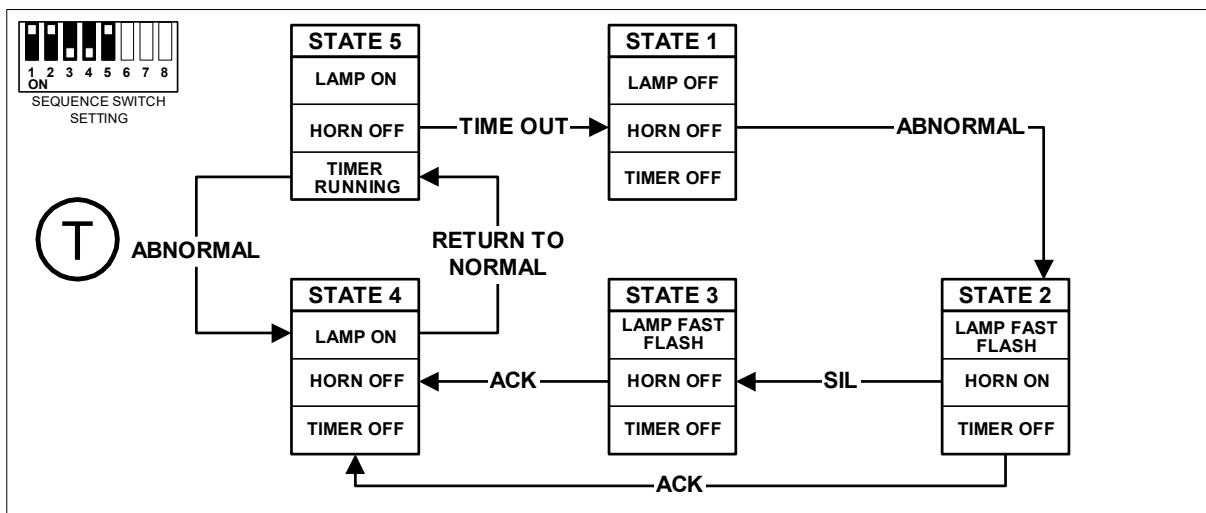 1 2 3 4 5 6 7 8
ON
SEQUENCE SWITCH
SETTING
T
STATE 5
LAMP ON
HORN OFF
TIMER
RUNNING
TIME OUT
STATE 1
LAMP OFF
HORN OFF
TIMER OFF
ABNORMAL
ABNORMAL
RETURN TO
NORMAL
STATE 4
LAMP ON
HORN OFF
TIMER OFF
ACK
STATE 3
LAMP FAST
FLASH
HORN OFF
TIMER OFF
SIL
STATE 2
LAMP FAST
FLASH
HORN ON
TIMER OFF
ACK